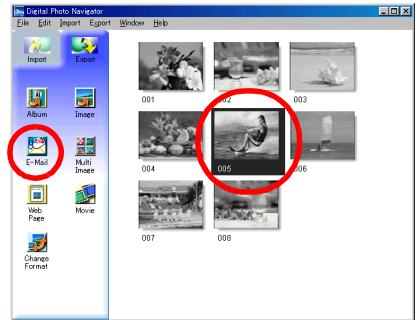 Digital Photo Navigator
File Edit Import Export Window Help
Import Export
Album Image
E-Mail Multi Image
Web Page Movie
Change Format
001 002 003
004 005 006
007 008